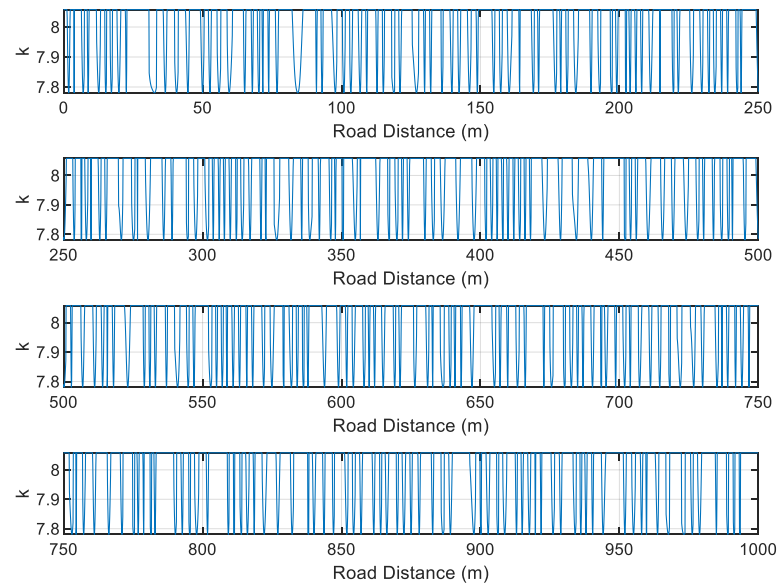 8
7.9
7.8
k
0 50 100 150 200 250
Road Distance (m)
8
7.9
7.8
k
250 300 350 400 450 500
Road Distance (m)
8
7.9
7.8
k
500 550 600 650 700 750
Road Distance (m)
8
7.9
7.8
k
750 800 850 900 950 1000
Road Distance (m)